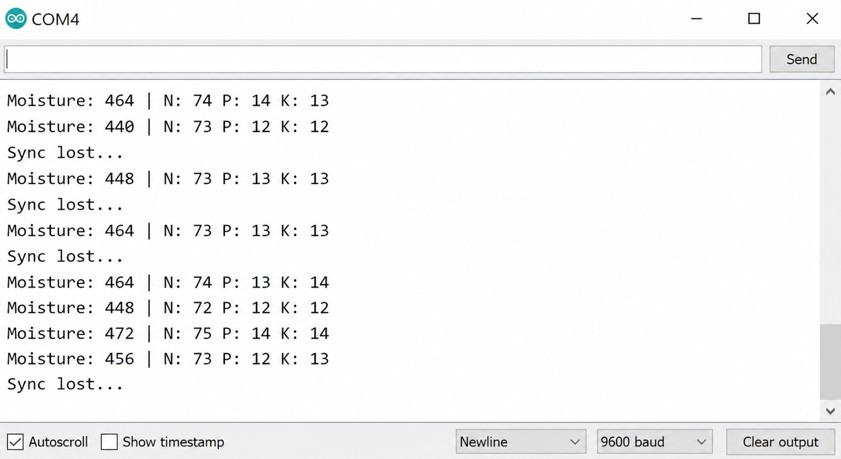 COM4
Send
Moisture: 464 | N: 74 P: 14 K: 13
Moisture: 440 | N: 73 P: 12 K: 12
Sync lost...
Moisture: 448 | N: 73 P: 13 K: 13
Sync lost...
Moisture: 464 | N: 73 P: 13 K: 13
Sync lost...
Moisture: 464 | N: 74 P: 13 K: 14
Moisture: 448 | N: 72 P: 12 K: 12
Moisture: 472 | N: 75 P: 14 K: 14
Moisture: 456 | N: 73 P: 12 K: 13
Sync lost...
Autoscroll Show timestamp Newline 9600 baud Clear output